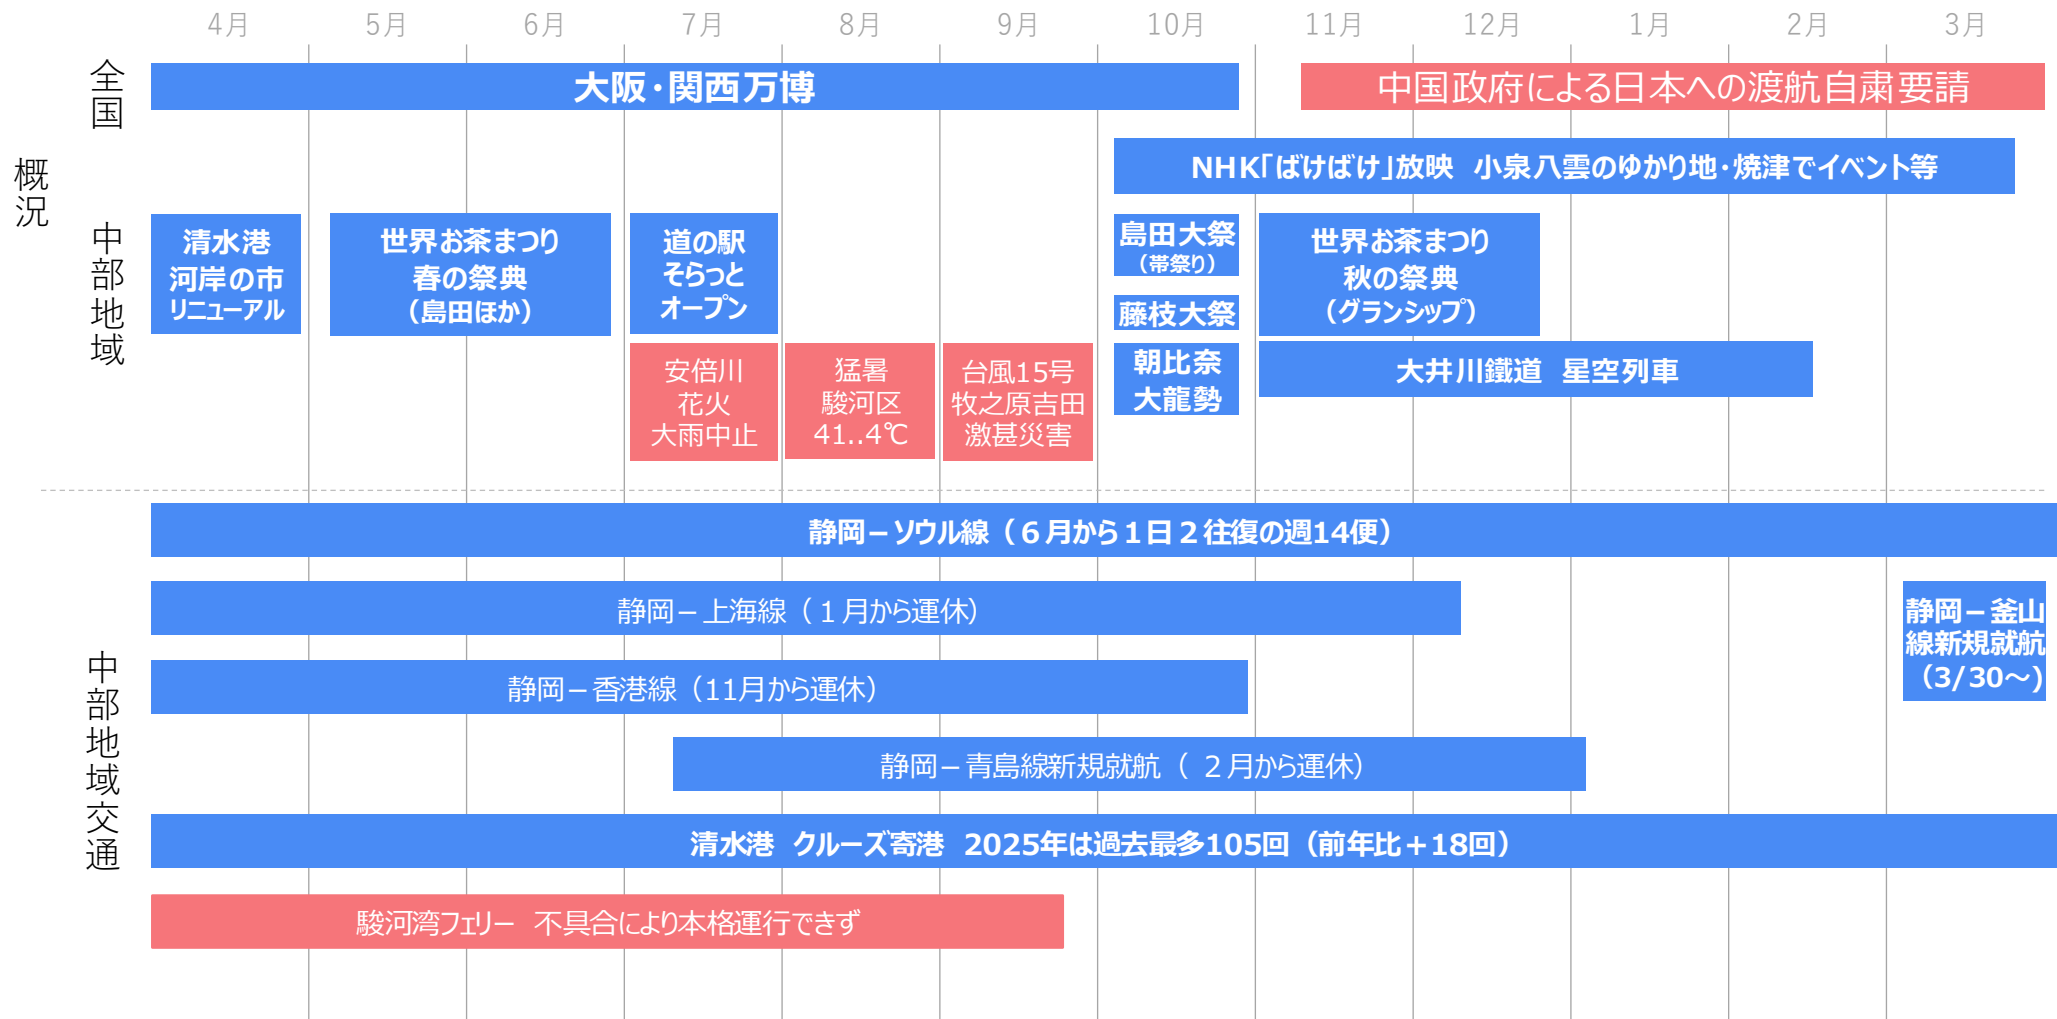 4月 5月 6月 7月 8月 9月 10月 11月 12月 1月 2月 3月
概況
全国
大阪・関西万博
中国政府による日本への渡航自粛要請
中部地域
NHK「ばけばけ」放映 小泉八雲のゆかり地・焼津でイベント等
清水港
河岸の市
リニューアル
世界お茶まつり
春の祭典
（島田ほか）
道の駅
そらっと
オープン
島田大祭
（帯祭り）
藤枝大祭
世界お茶まつり
秋の祭典
（グランシップ）
安倍川
花火
大雨中止
猛暑
駿河区
41..4℃
台風15号
牧之原吉田
激甚災害
朝比奈
大龍勢
大井川鐵道 星空列車
中部地域交通
静岡－ソウル線（６月から１日２往復の週14便）
静岡－上海線（１月から運休）
静岡－釜山
線新規就航
（3/30～）
静岡－香港線（11月から運休）
静岡－青島線新規就航（ ２月から運休）
清水港 クルーズ寄港 2025年は過去最多105回（前年比＋18回）
駿河湾フェリー 不具合により本格運行できず